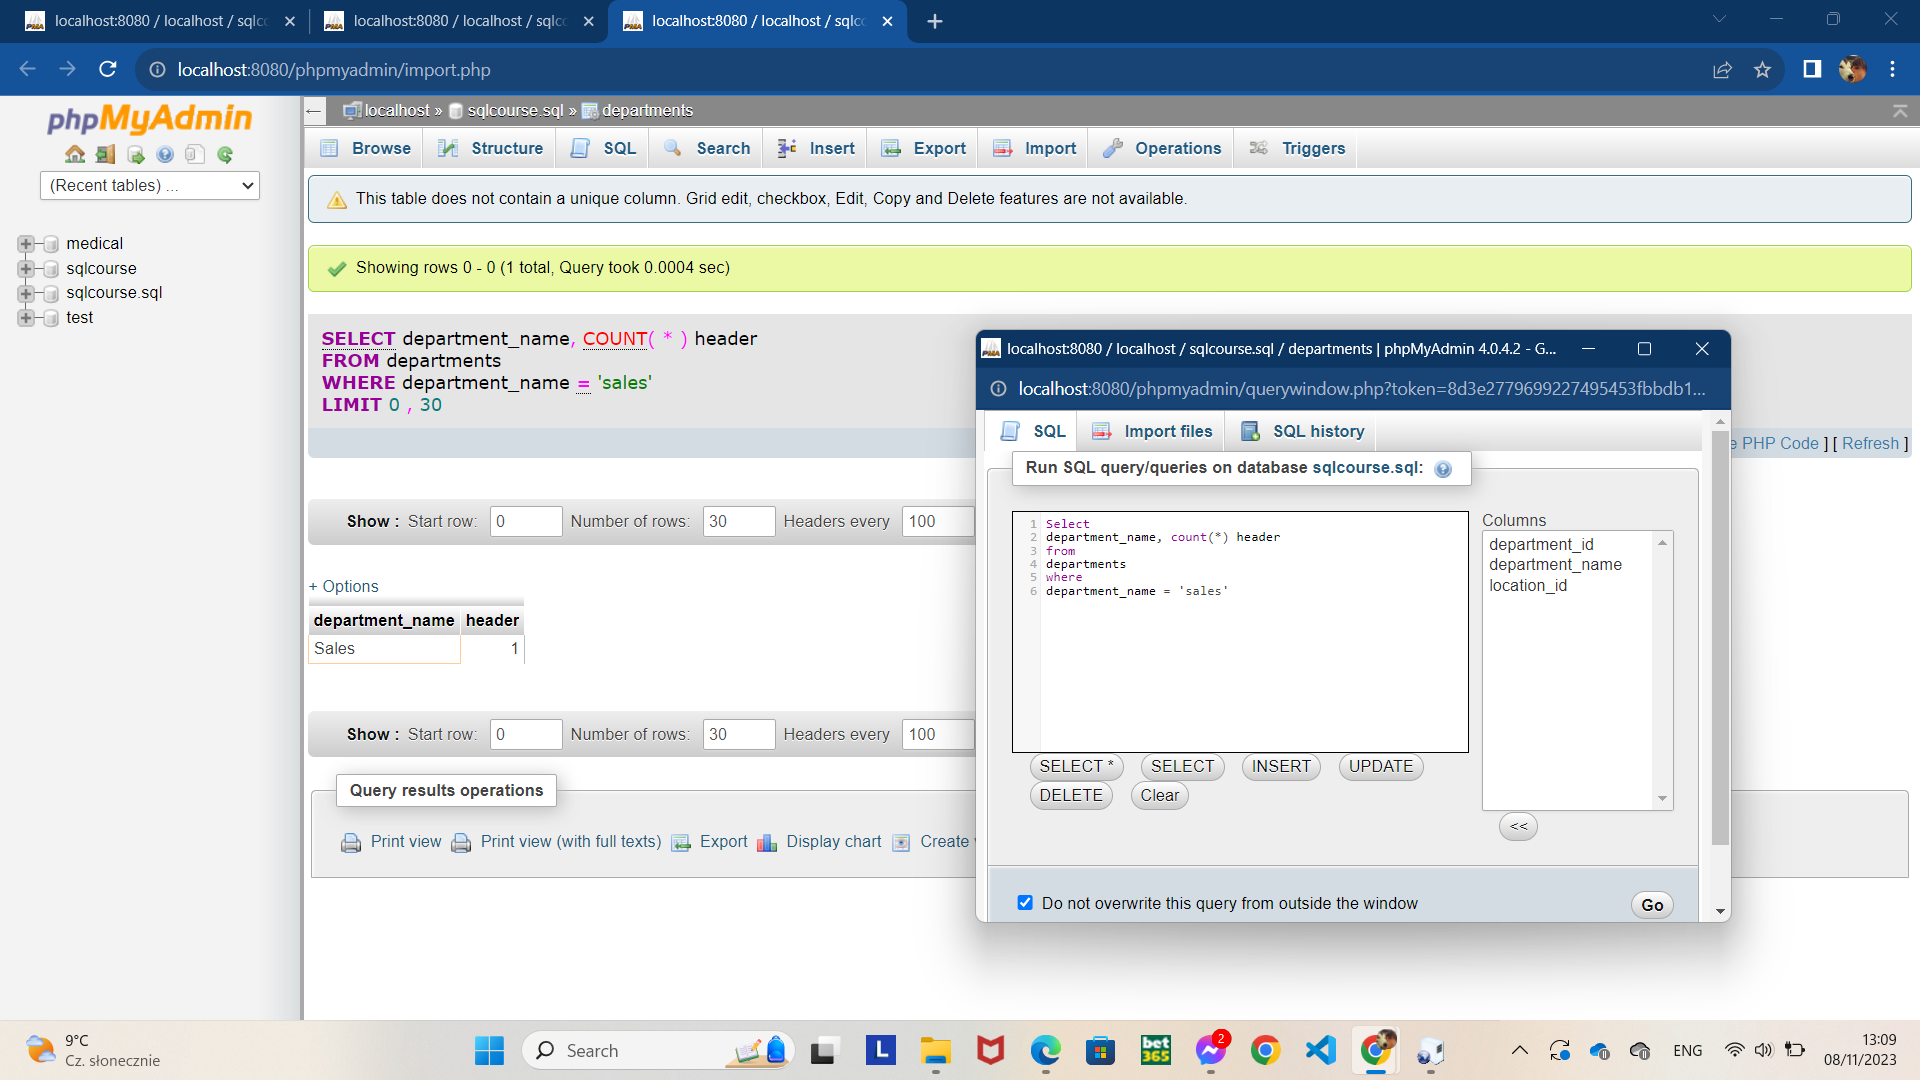 localhost:8080 / localhost / sqlcc
localhost:8080 / localhost / sqlcc
localhost:8080 / localhost / sqlcc
localhost:8080/phpmyadmin/import.php
phpMyAdmin
(Recent tables) ...
medical
sqlcourse
sqlcourse.sql
test
localhost » sqlcourse.sql » departments
Browse Structure SQL Search Insert Export Import Operations Triggers
This table does not contain a unique column. Grid edit, checkbox, Edit, Copy and Delete features are not available.
Showing rows 0 - 0 (1 total, Query took 0.0004 sec)
SELECT department_name, COUNT( * ) header
FROM departments
WHERE department_name = 'sales'
LIMIT 0 , 30
e PHP Code ] [ Refresh ]
Show : Start row: 0 Number of rows: 30 Headers every 100
+ Options
department_name header
Sales 1
Show : Start row: 0 Number of rows: 30 Headers every 100
Query results operations
Print view Print view (with full texts) Export Display chart Create
localhost:8080 / localhost / sqlcourse.sql / departments | phpMyAdmin 4.0.4.2 - G...
localhost:8080/phpmyadmin/querywindow.php?token=8d3e2779699227495453fbbdb1...
SQL Import files SQL history
Run SQL query/queries on database sqlcourse.sql:
1 Select
2 department_name, count(*) header
3 from
4 departments
5 where
6 department_name = 'sales'
Columns
department_id
department_name
location_id
SELECT * SELECT INSERT UPDATE
DELETE Clear
<<
Do not overwrite this query from outside the window
Go
9°C
Cz. słonecznie
Search
L
bet
365
2
ENG
13:09
08/11/2023